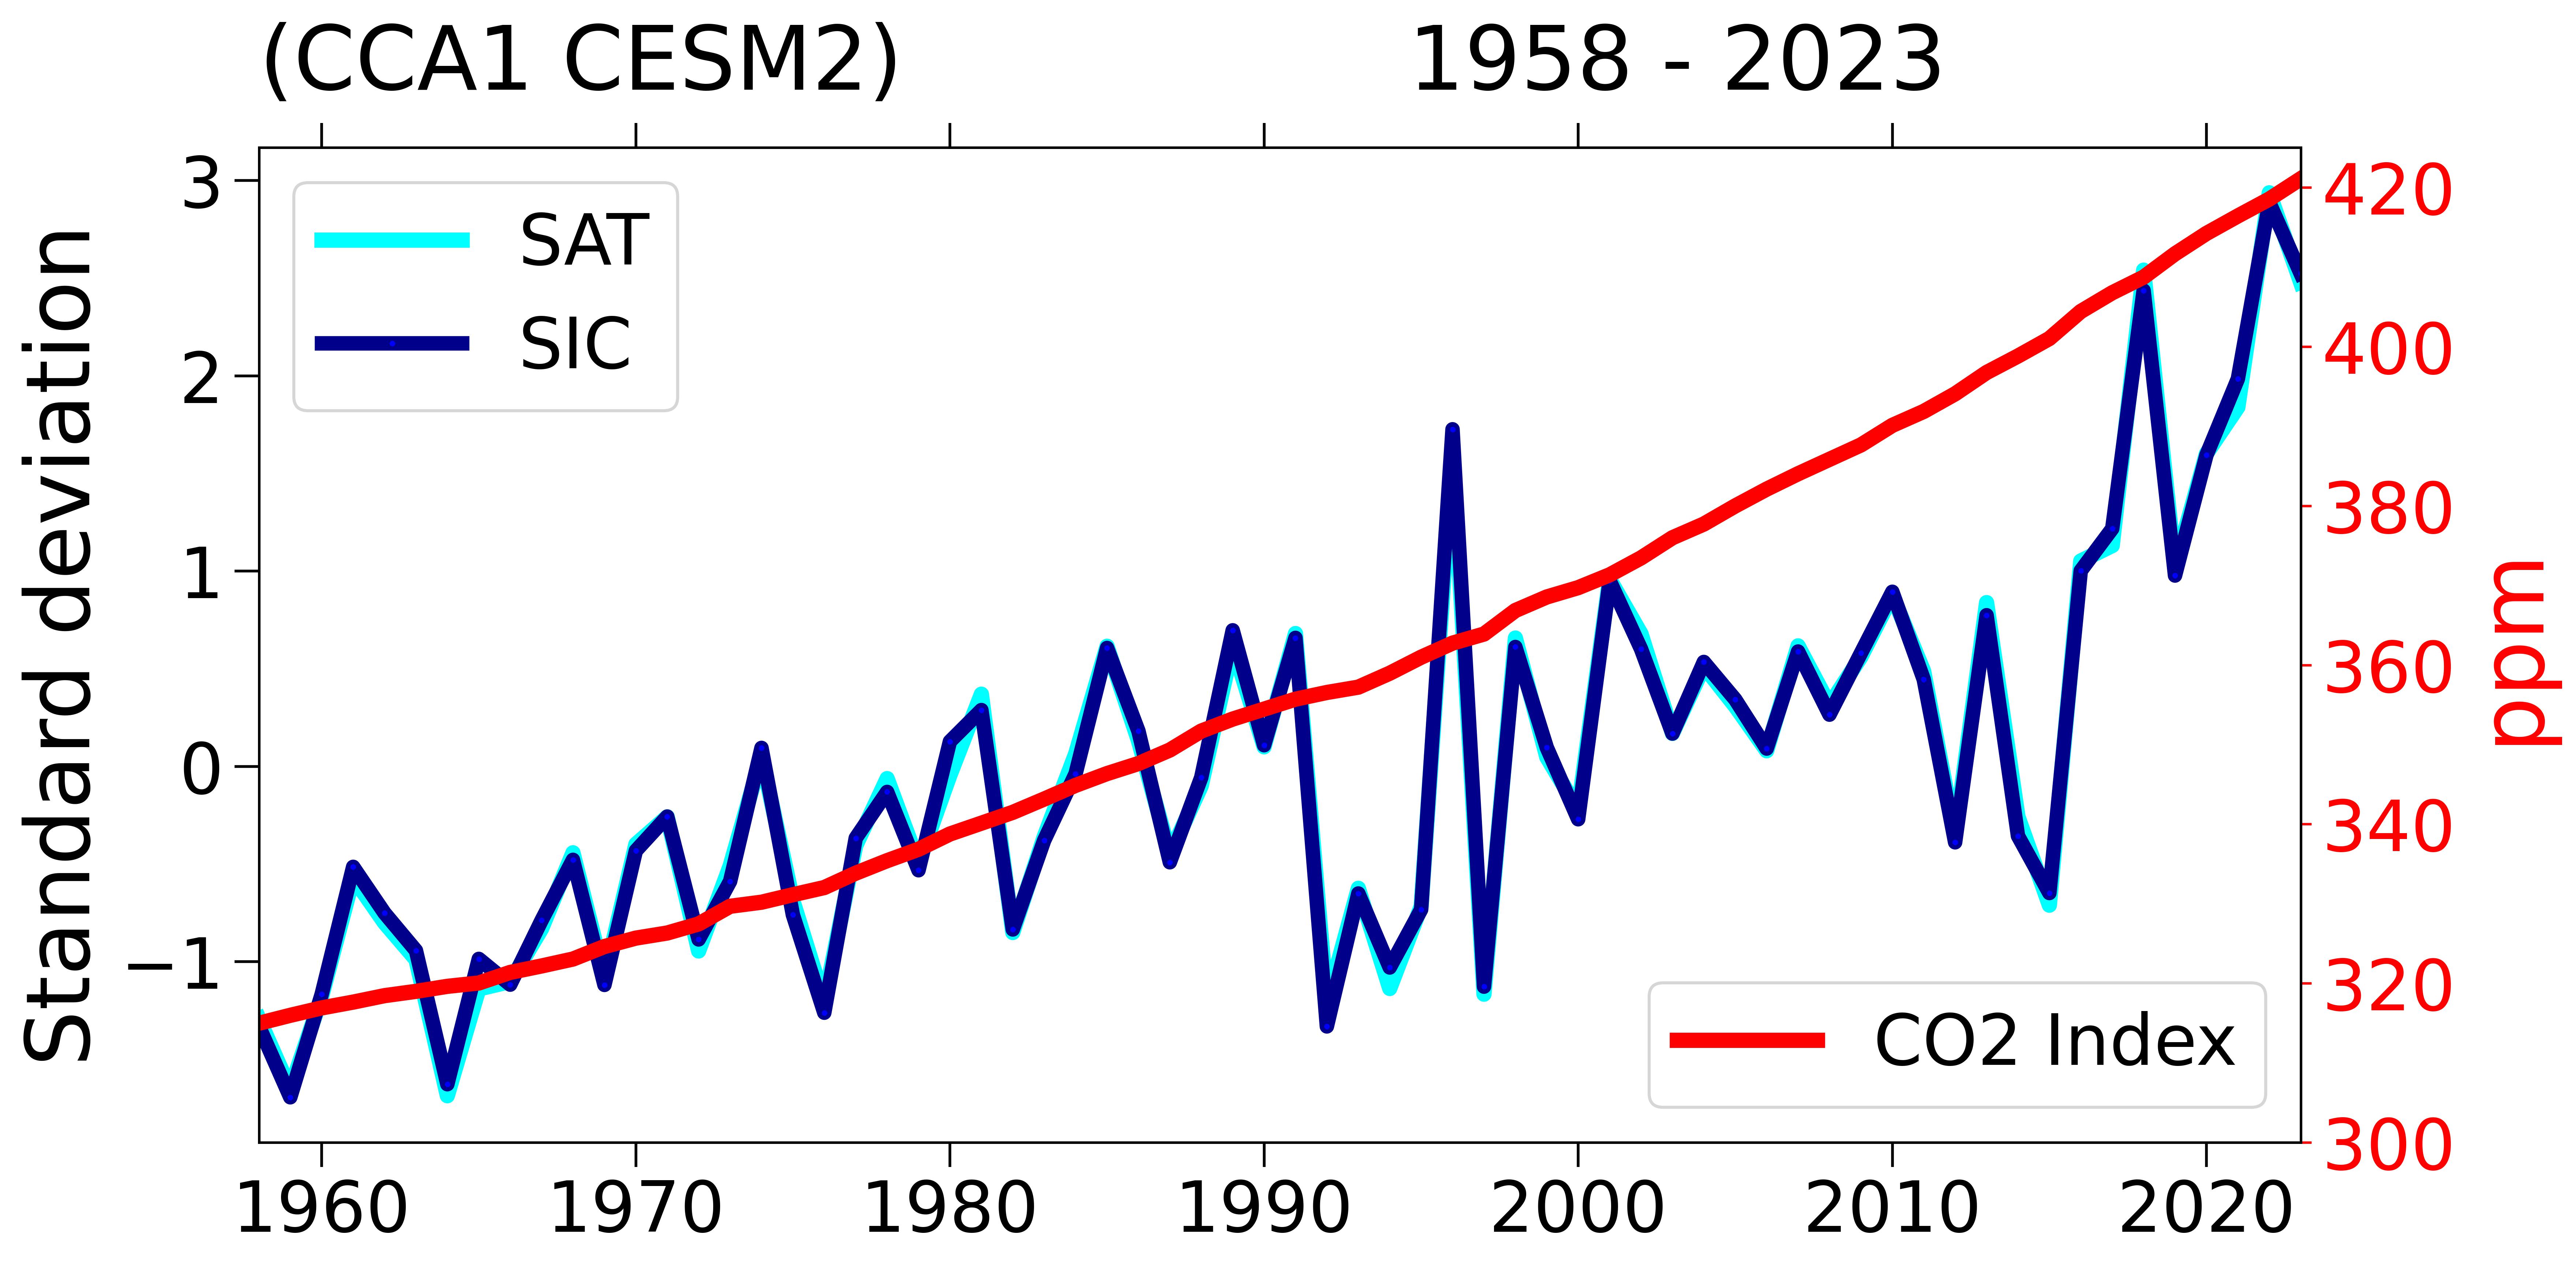 (CCA1 CESM2) 1958 - 2023
Standard deviation
3
2
1
0
−1
SAT
SIC
420
400
380
360
340
320
300
ppm
CO2 Index
1960 1970 1980 1990 2000 2010 2020